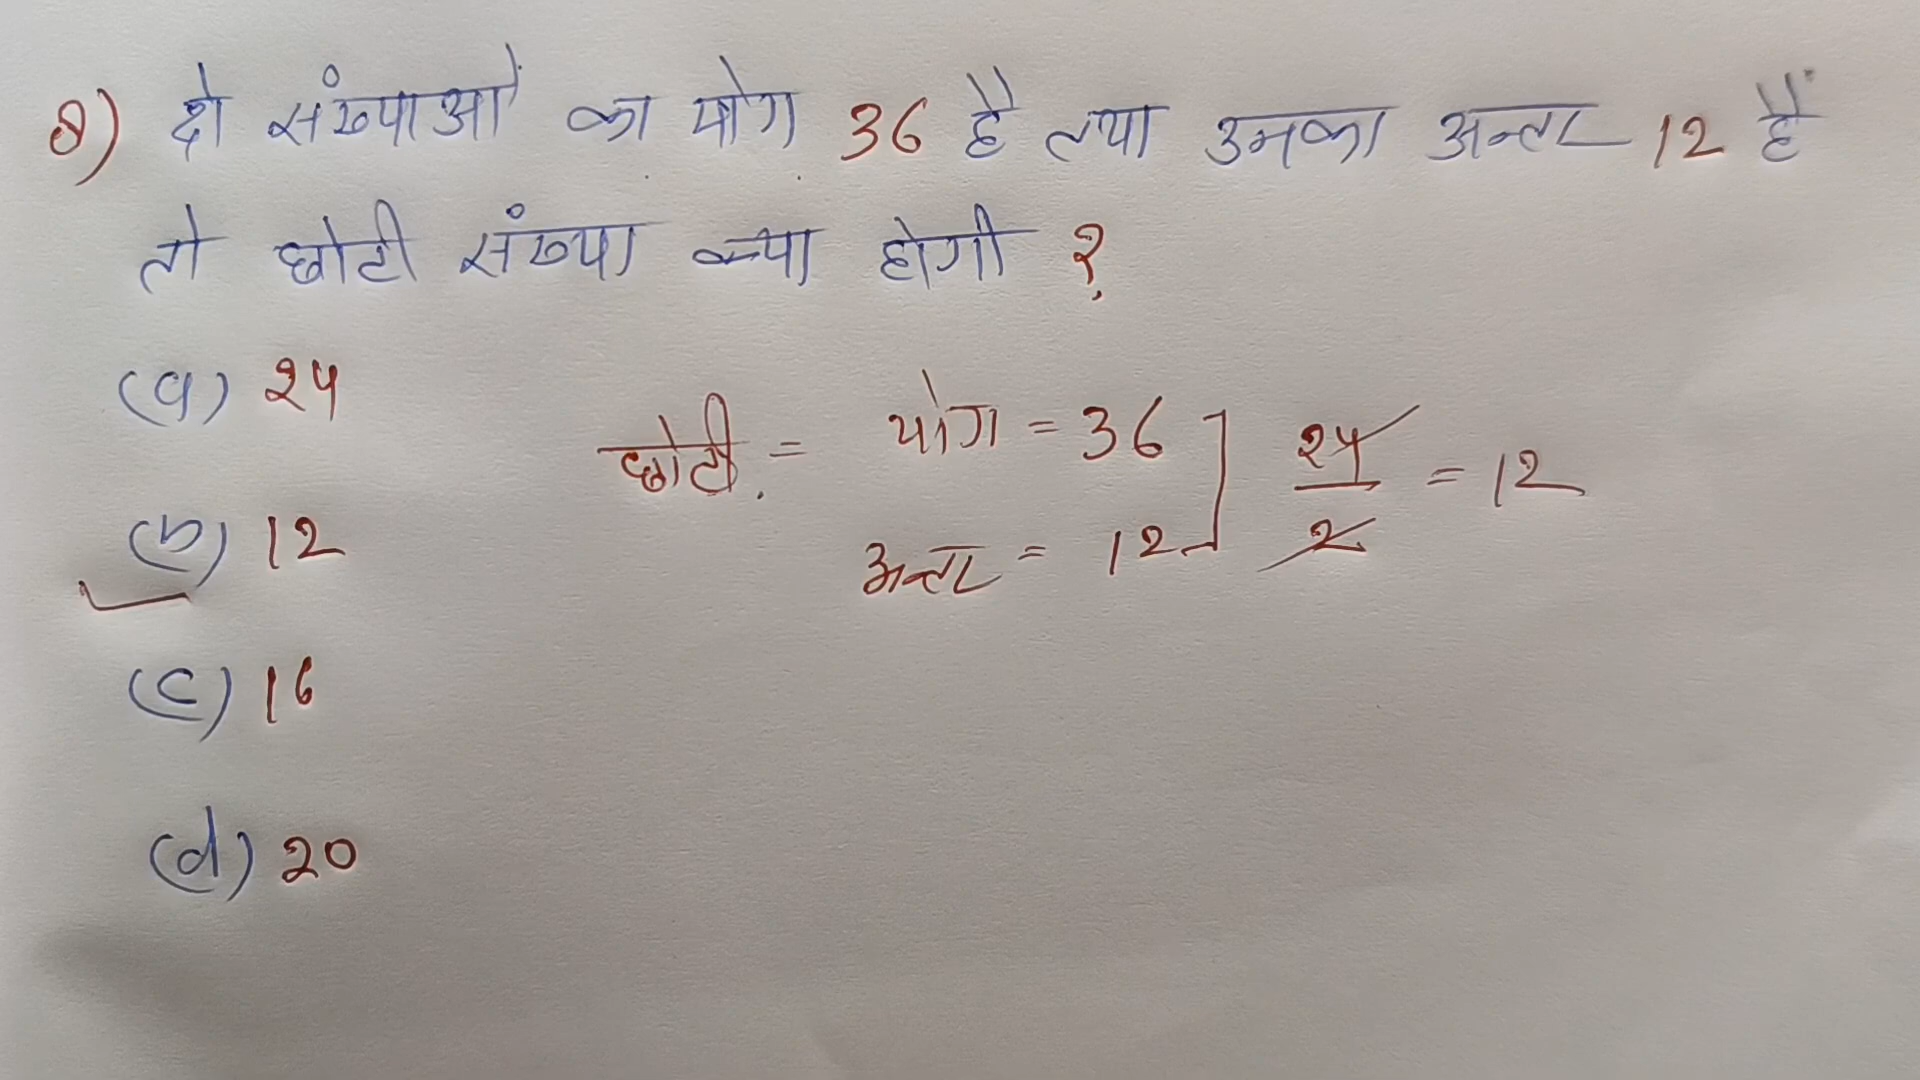 8) दो संख्याओं का योग 36 है तथा उनका अन्तर 12 है
तो छोटी संख्या क्या होगी ?
(a) 24
(b) 12
(c) 16
(d) 20
छोटी = योग = 36
अन्तर = 12
24/2 = 12